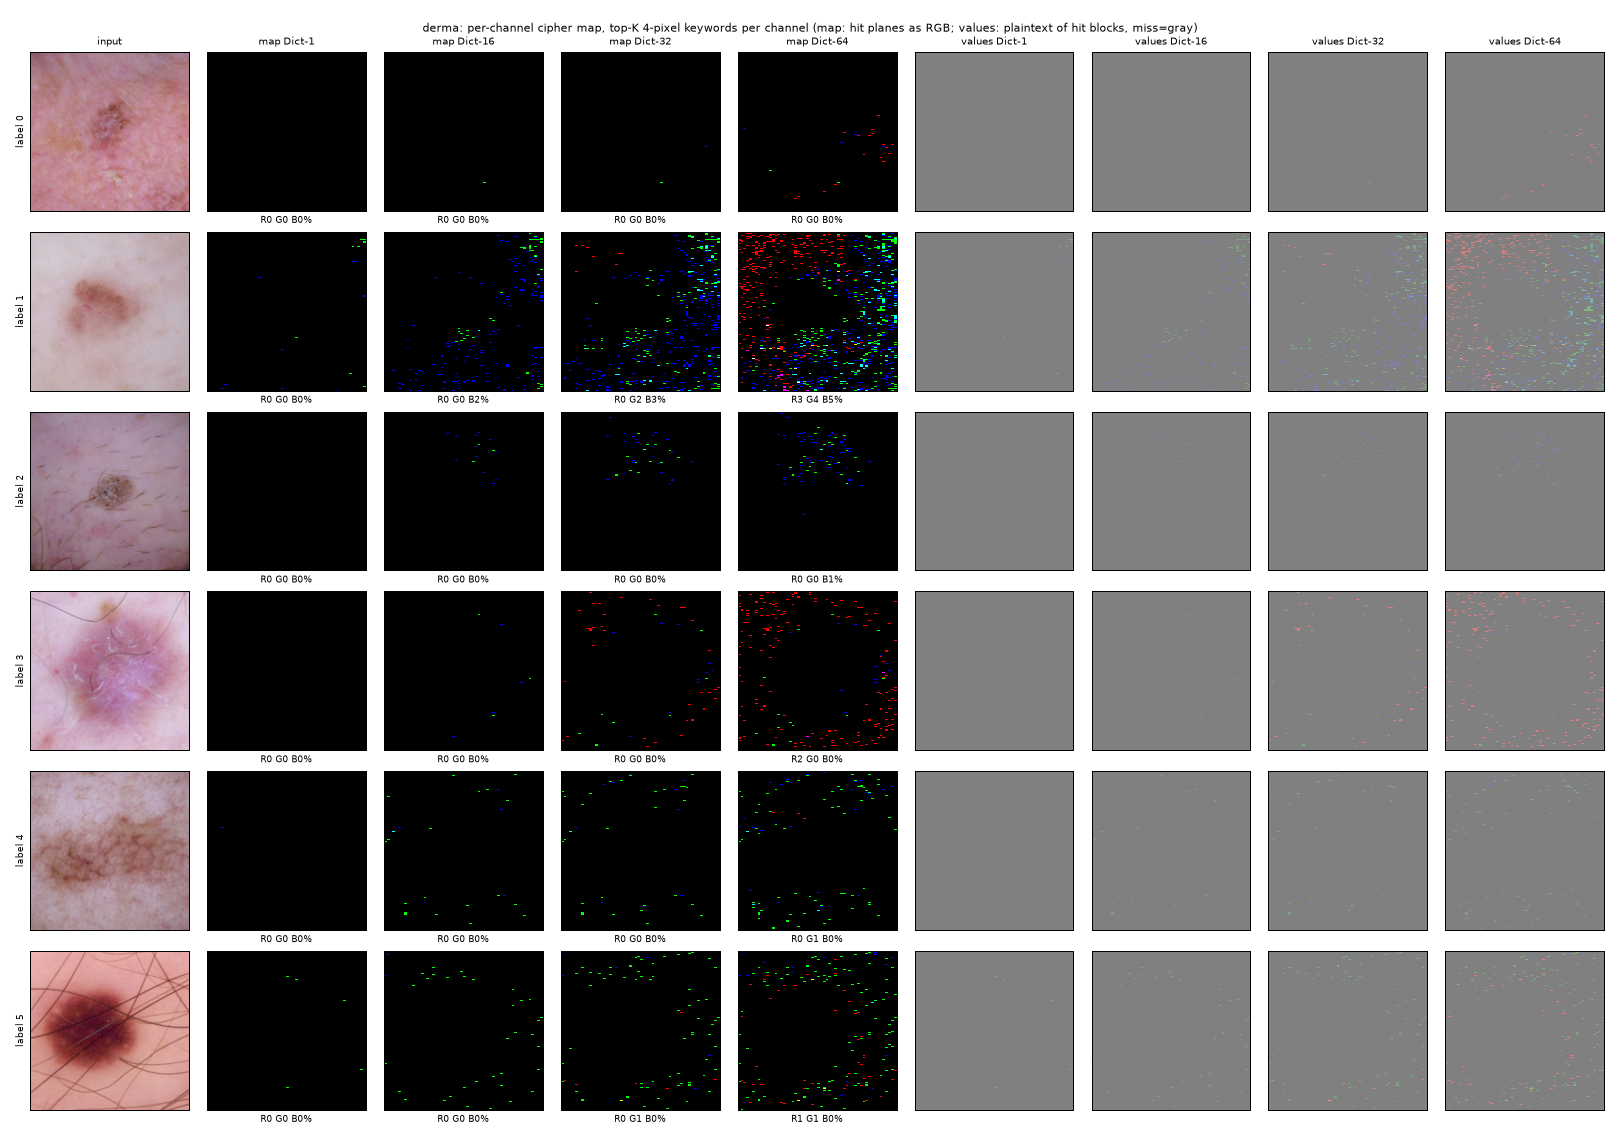 derma: per-channel cipher map, top-K 4-pixel keywords per channel (map: hit planes as RGB; values: plaintext of hit blocks, miss=gray)
input map Dict-1 map Dict-16 map Dict-32 map Dict-64 values Dict-1 values Dict-16 values Dict-32 values Dict-64
label 0
R0 G0 B0% R0 G0 B0% R0 G0 B0% R0 G0 B0%
label 1
R0 G0 B0% R0 G0 B2% R0 G2 B3% R3 G4 B5%
label 2
R0 G0 B0% R0 G0 B0% R0 G0 B0% R0 G0 B1%
label 3
R0 G0 B0% R0 G0 B0% R0 G0 B0% R2 G0 B0%
label 4
R0 G0 B0% R0 G0 B0% R0 G0 B0% R0 G1 B0%
label 5
R0 G0 B0% R0 G0 B0% R0 G1 B0% R1 G1 B0%